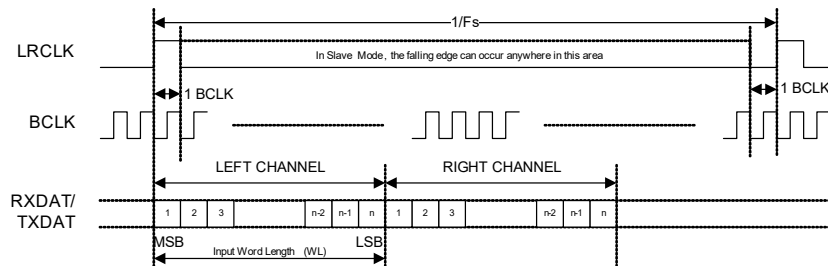 1/Fs
LRCLK
In Slave Mode, the falling edge can occur anywhere in this area
1 BCLK
1 BCLK
BCLK
LEFT CHANNEL
RIGHT CHANNEL
RXDAT/
TXDAT
1 2 3 n-2 n-1 n 1 2 3 n-2 n-1 n
MSB
LSB
Input Word Length (WL)